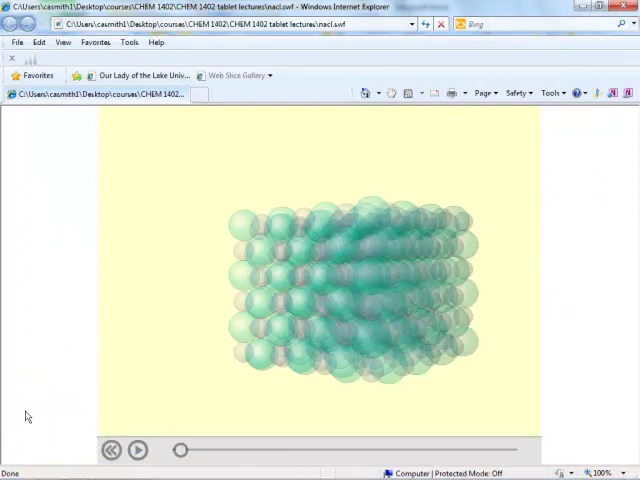 C:\Users\casmith1\Desktop\courses\CHEM 1402\CHEM 1402 tablet lectures\nacl.swf - Windows Internet Explorer
C:\Users\casmith1\Desktop\courses\CHEM 1402\CHEM 1402 tablet lectures\nacl.swf
Bing
File Edit View Favorites Tools Help
Favorites Our Lady of the Lake Univ... Web Slice Gallery
C:\Users\casmith1\Desktop\courses\CHEM 1402...
Page Safety Tools
Done
Computer | Protected Mode: Off
100%